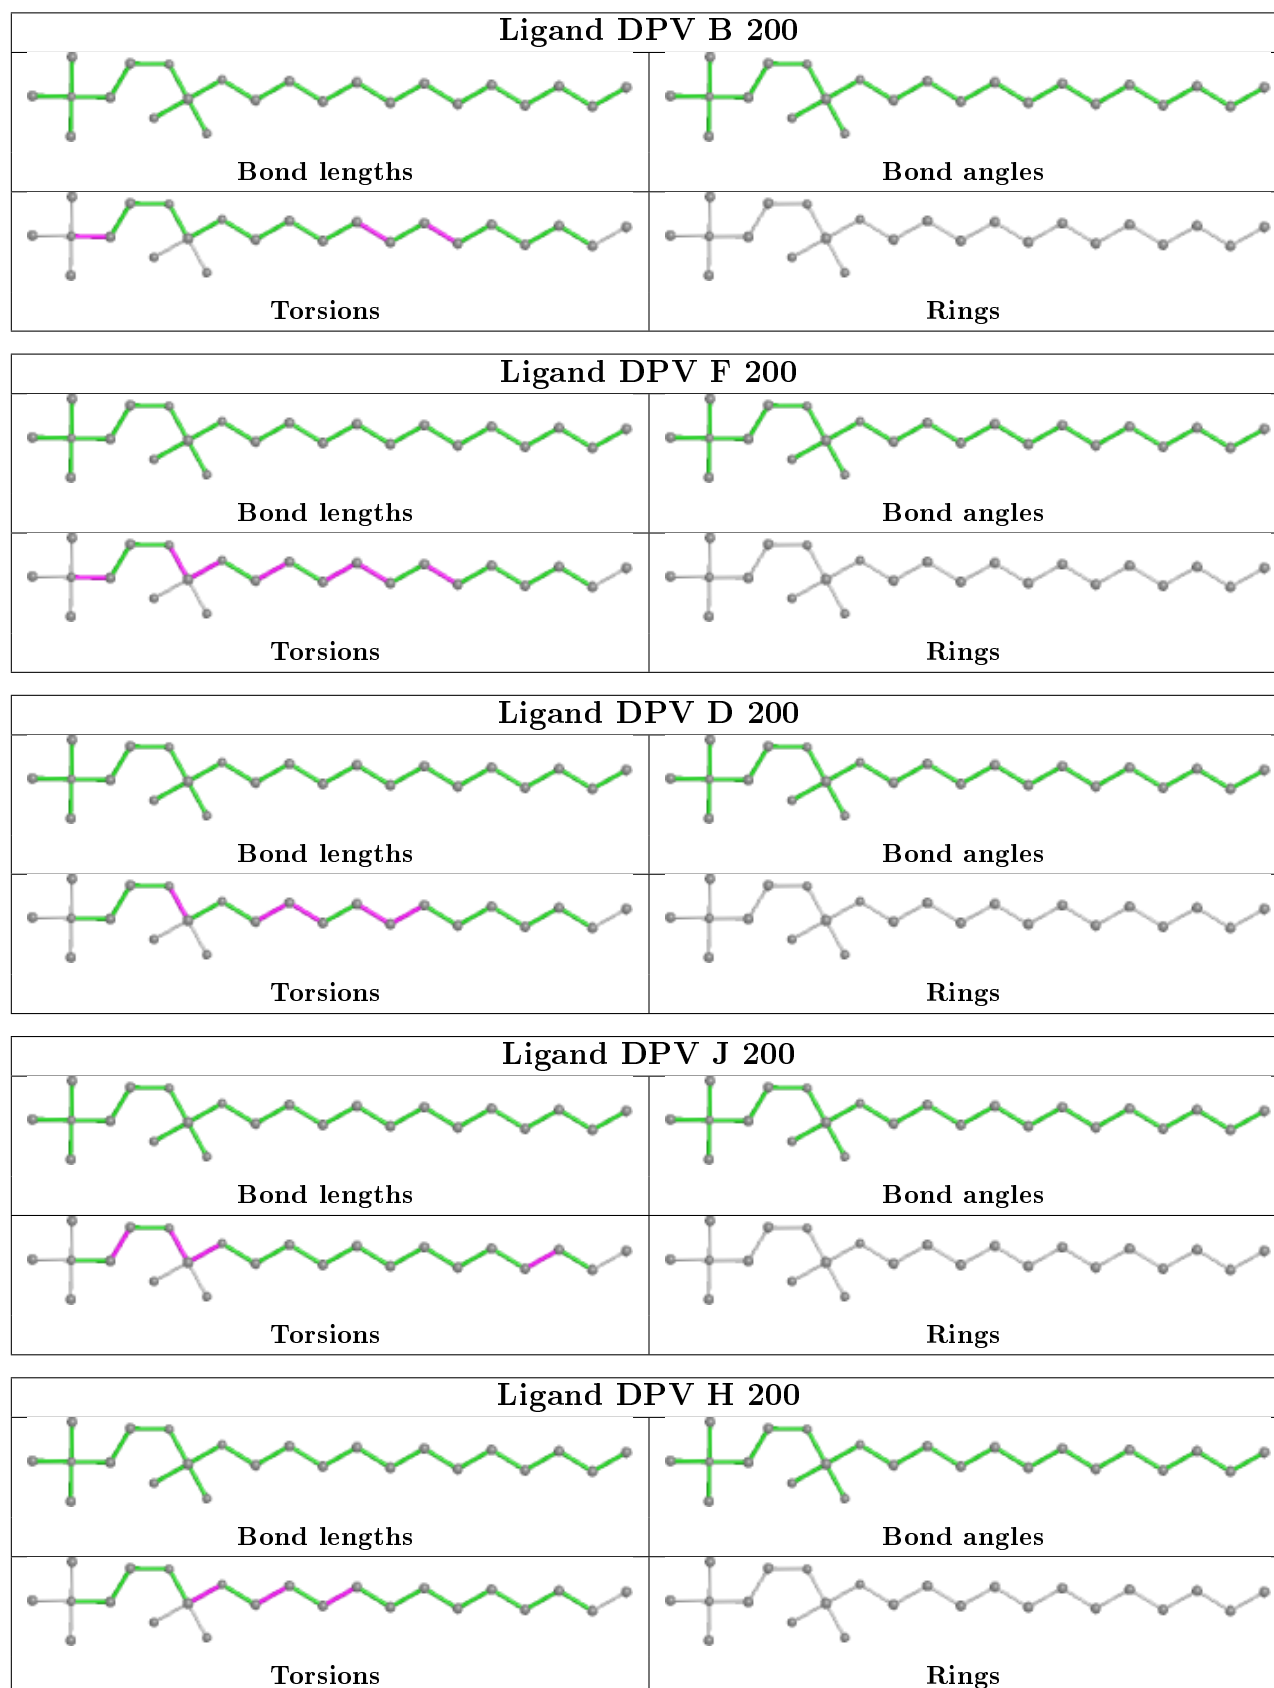 Ligand DPV B 200
Bond lengths
Bond angles
Torsions
Rings
Ligand DPV F 200
Bond lengths
Bond angles
Torsions
Rings
Ligand DPV D 200
Bond lengths
Bond angles
Torsions
Rings
Ligand DPV J 200
Bond lengths
Bond angles
Torsions
Rings
Ligand DPV H 200
Bond lengths
Bond angles
Torsions
Rings